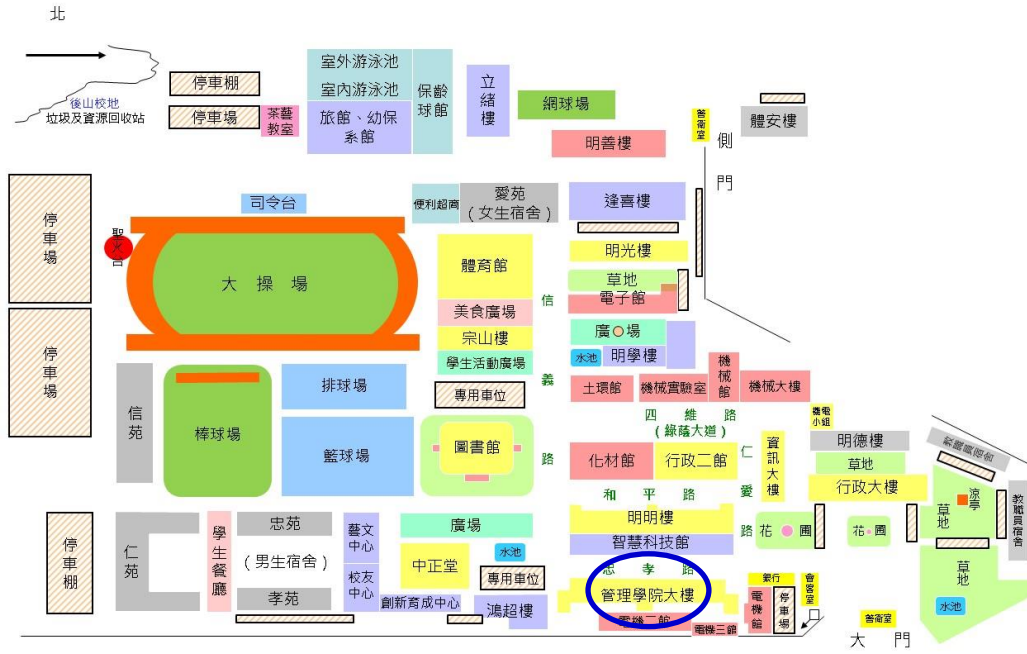 北
後山校地
垃圾及資源回收站
停車棚
停車場
茶藝
教室
室外游泳池
室內游泳池
旅館、幼保
系館
保齡
球館
立緒樓
網球場
明善樓
警衛室
側門
體安樓
停車場
聖火台
司令台
大操場
便利超商
愛苑
(女生宿舍)
逢喜樓
明光樓
草地
電子館
體育館
美食廣場
宗山樓
學生活動廣場
專用車位
信義路
廣場
水池
明學樓
土環館
機械實驗室
機械館
機械大樓
四維路
(綠蔭大道)
停車場
信苑
棒球場
排球場
籃球場
圖書館
化材館
行政二館
仁愛路
資訊大樓
小組
明德樓
草地
行政大樓
教職員宿舍
涼亭
草地
教職員宿舍
和平路
明明樓
智慧科技館
花圃
花圃
草地
水池
停車棚
仁苑
學生餐廳
忠苑
(男生宿舍)
孝苑
藝文
中心
校友
中心
廣場
中正堂
水池
專用車位
創新育成中心
鴻超樓
忠孝路
管理學院大樓
電機二館
電機三館
電機館
銀行
停車場
會客室
警衛室
大門